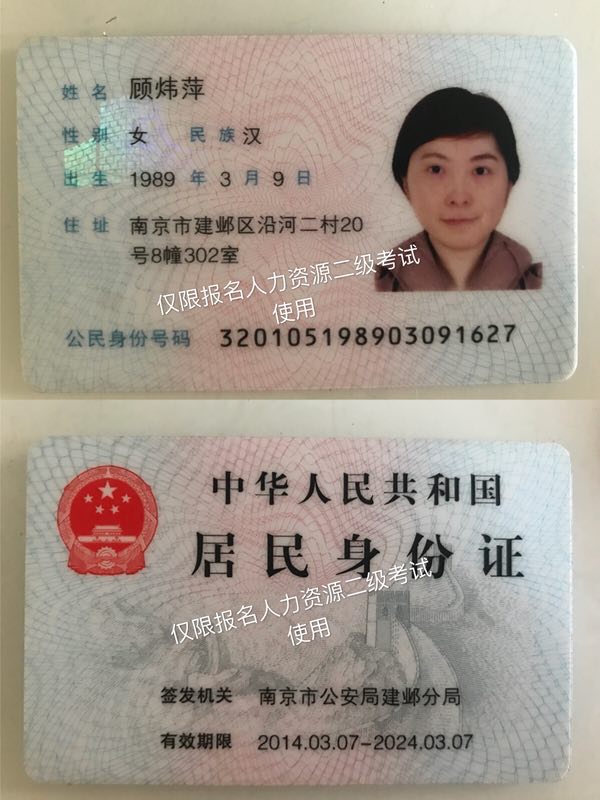 姓名 顾炜萍
性别 女 民族 汉
出生 1989 年 3 月 9 日
住址 南京市建邺区沿河二村20
号8幢302室
仅限报名人力资源二级考试
使用
公民身份号码 320105198903091627
中华人民共和国
居民身份证
仅限报名人力资源二级考试
使用
签发机关 南京市公安局建邺分局
有效期限 2014.03.07-2024.03.07